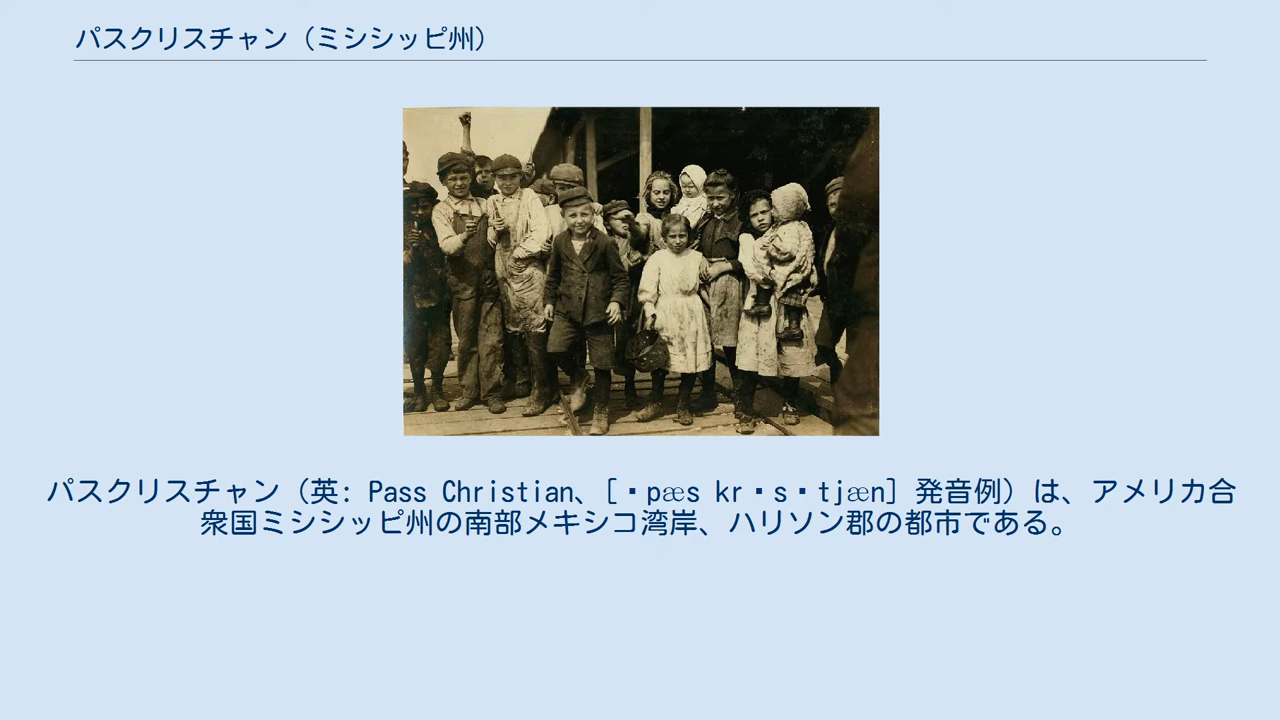 パスクリスチャン（ミシシッピ州）
パスクリスチャン（英: Pass Christian、[・pæs kr・s・tjæn] 発音例）は、アメリカ合
衆国ミシシッピ州の南部メキシコ湾岸、ハリソン郡の都市である。